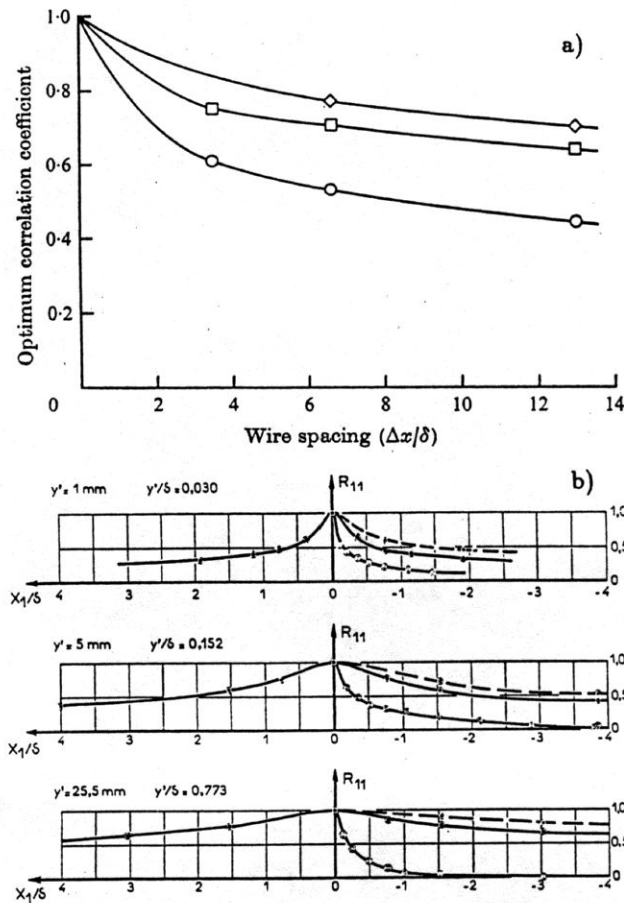 1·0
a)
0·8
0·6
0·4
0·2
0
2 4 6 8 10 12 14
Optimum correlation coefficient
Wire spacing (Δx/δ)
b)
y'= 1 mm y'/δ = 0,030
R11
1,0
0,5
0
X1/δ 4 3 2 1 0 -1 -2 -3 -4
y'= 5 mm y'/δ = 0,152
R11
1,0
0,5
0
X1/δ 4 3 2 1 0 -1 -2 -3 -4
y'= 25,5 mm y'/δ = 0,773
R11
1,0
0,5
0
X1/δ 4 3 2 1 0 -1 -2 -3 -4